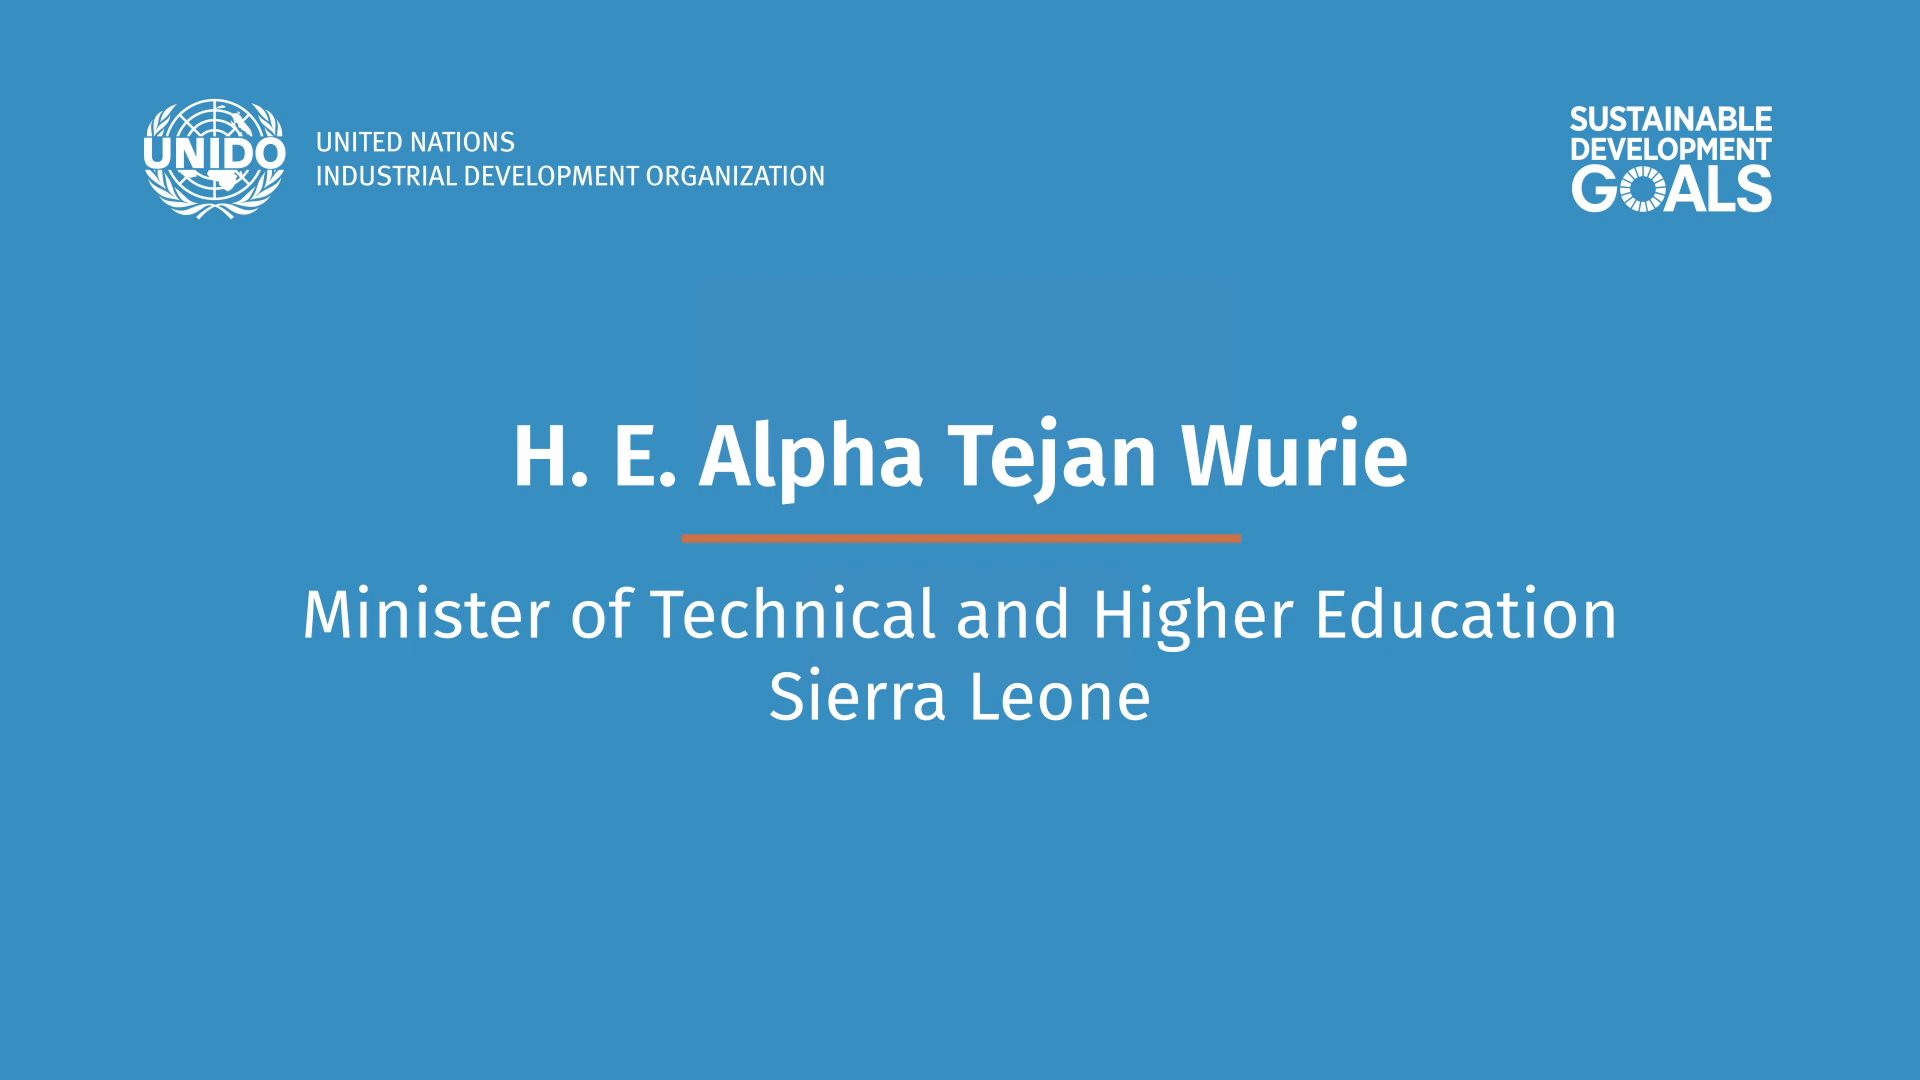 UNIDO
UNITED NATIONS
INDUSTRIAL DEVELOPMENT ORGANIZATION
SUSTAINABLE
DEVELOPMENT
GOALS
H. E. Alpha Tejan Wurie
Minister of Technical and Higher Education
Sierra Leone